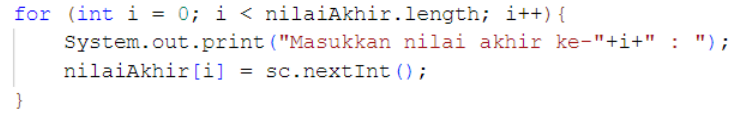 for (int i = 0; i < nilaiAkhir.length; i++){
    System.out.print("Masukkan nilai akhir ke-"+i+" : ");
    nilaiAkhir[i] = sc.nextInt();
}